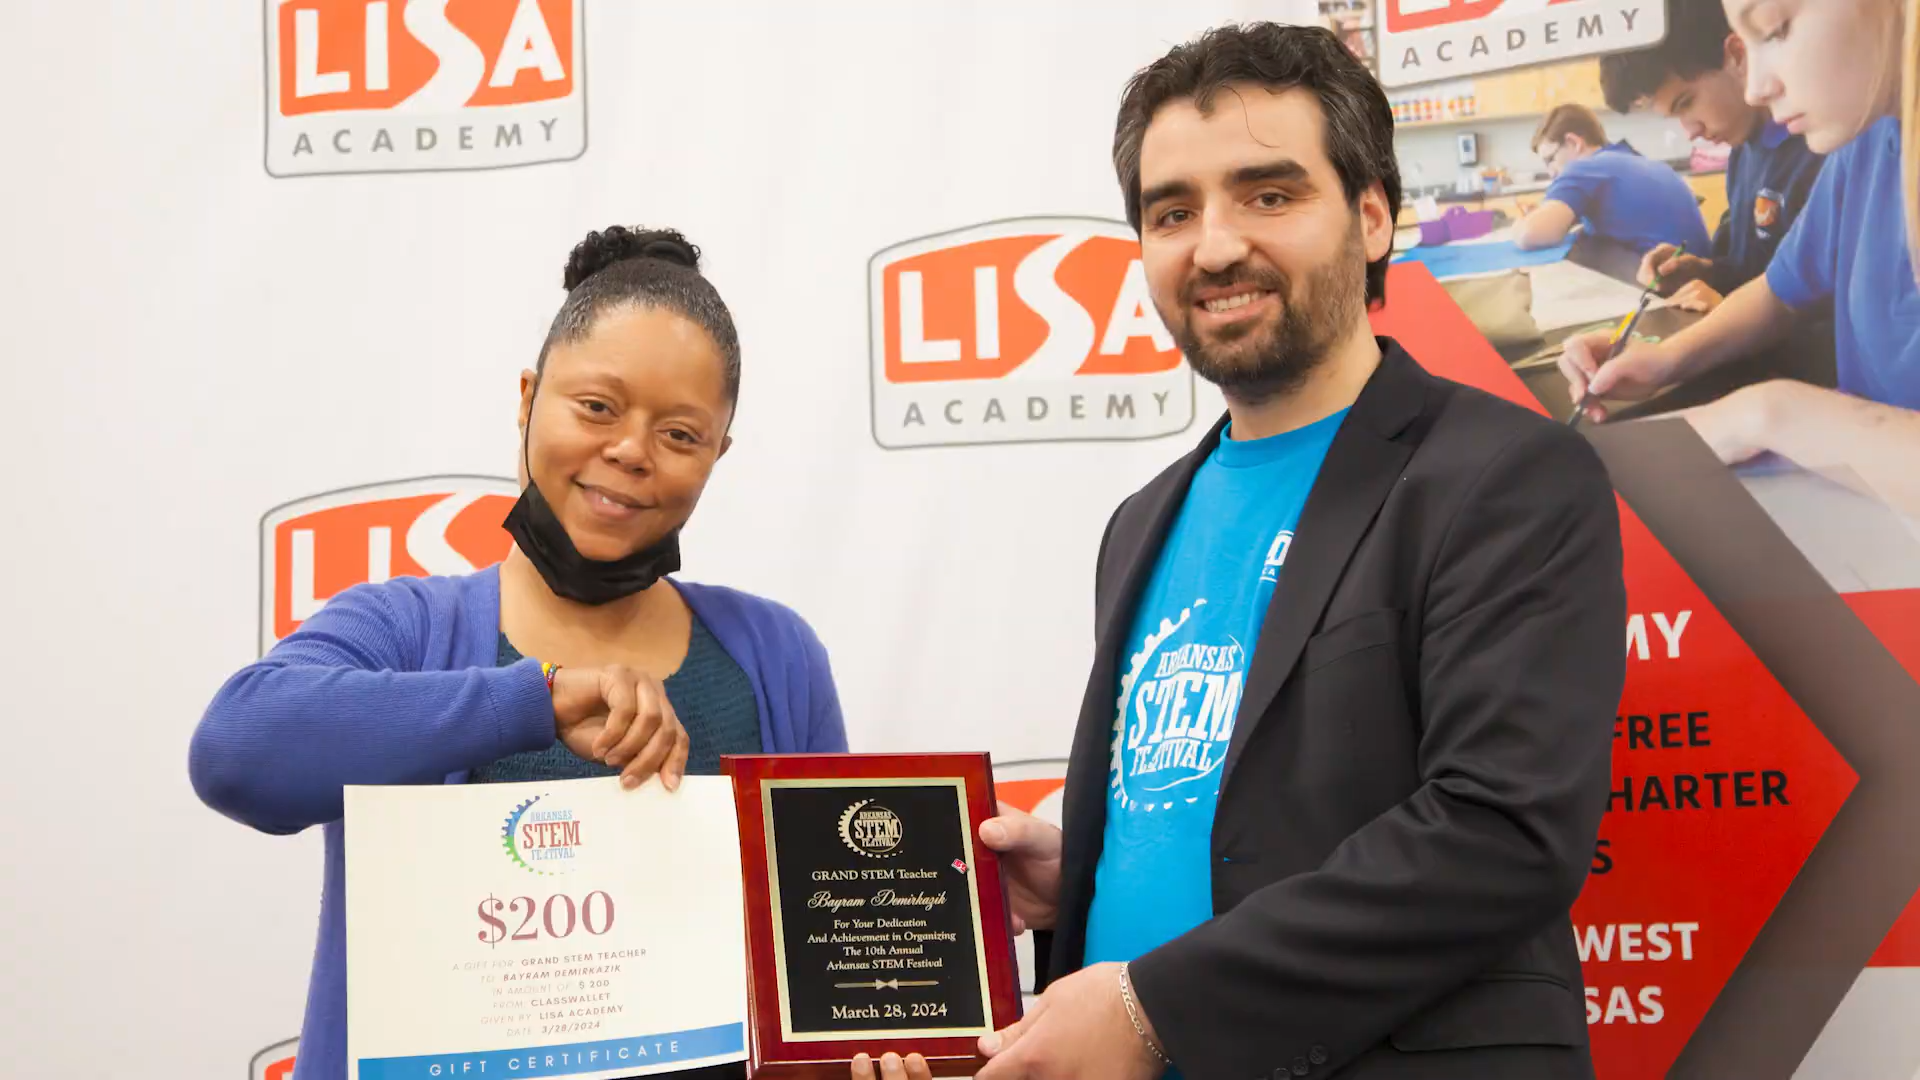 LISA
ACADEMY
ACADEMY
LISA
ACADEMY
LIS
ARKANSAS
STEM
FESTIVAL
MY
FREE
HARTER
S
WEST
SAS
ARKANSAS
STEM
FESTIVAL
$200
A GIFT FOR: GRAND STEM TEACHER
TO: BAYRAM DEMIRKAZIK
IN AMOUNT OF: $ 200
FROM: CLASSWALLET
GIVEN BY: LISA ACADEMY
DATE: 3/28/2024
GIFT CERTIFICATE
ARKANSAS
STEM
FESTIVAL
GRAND STEM Teacher
Bayram Demirkazik
For Your Dedication
And Achievement in Organizing
The 10th Annual
Arkansas STEM Festival
March 28, 2024